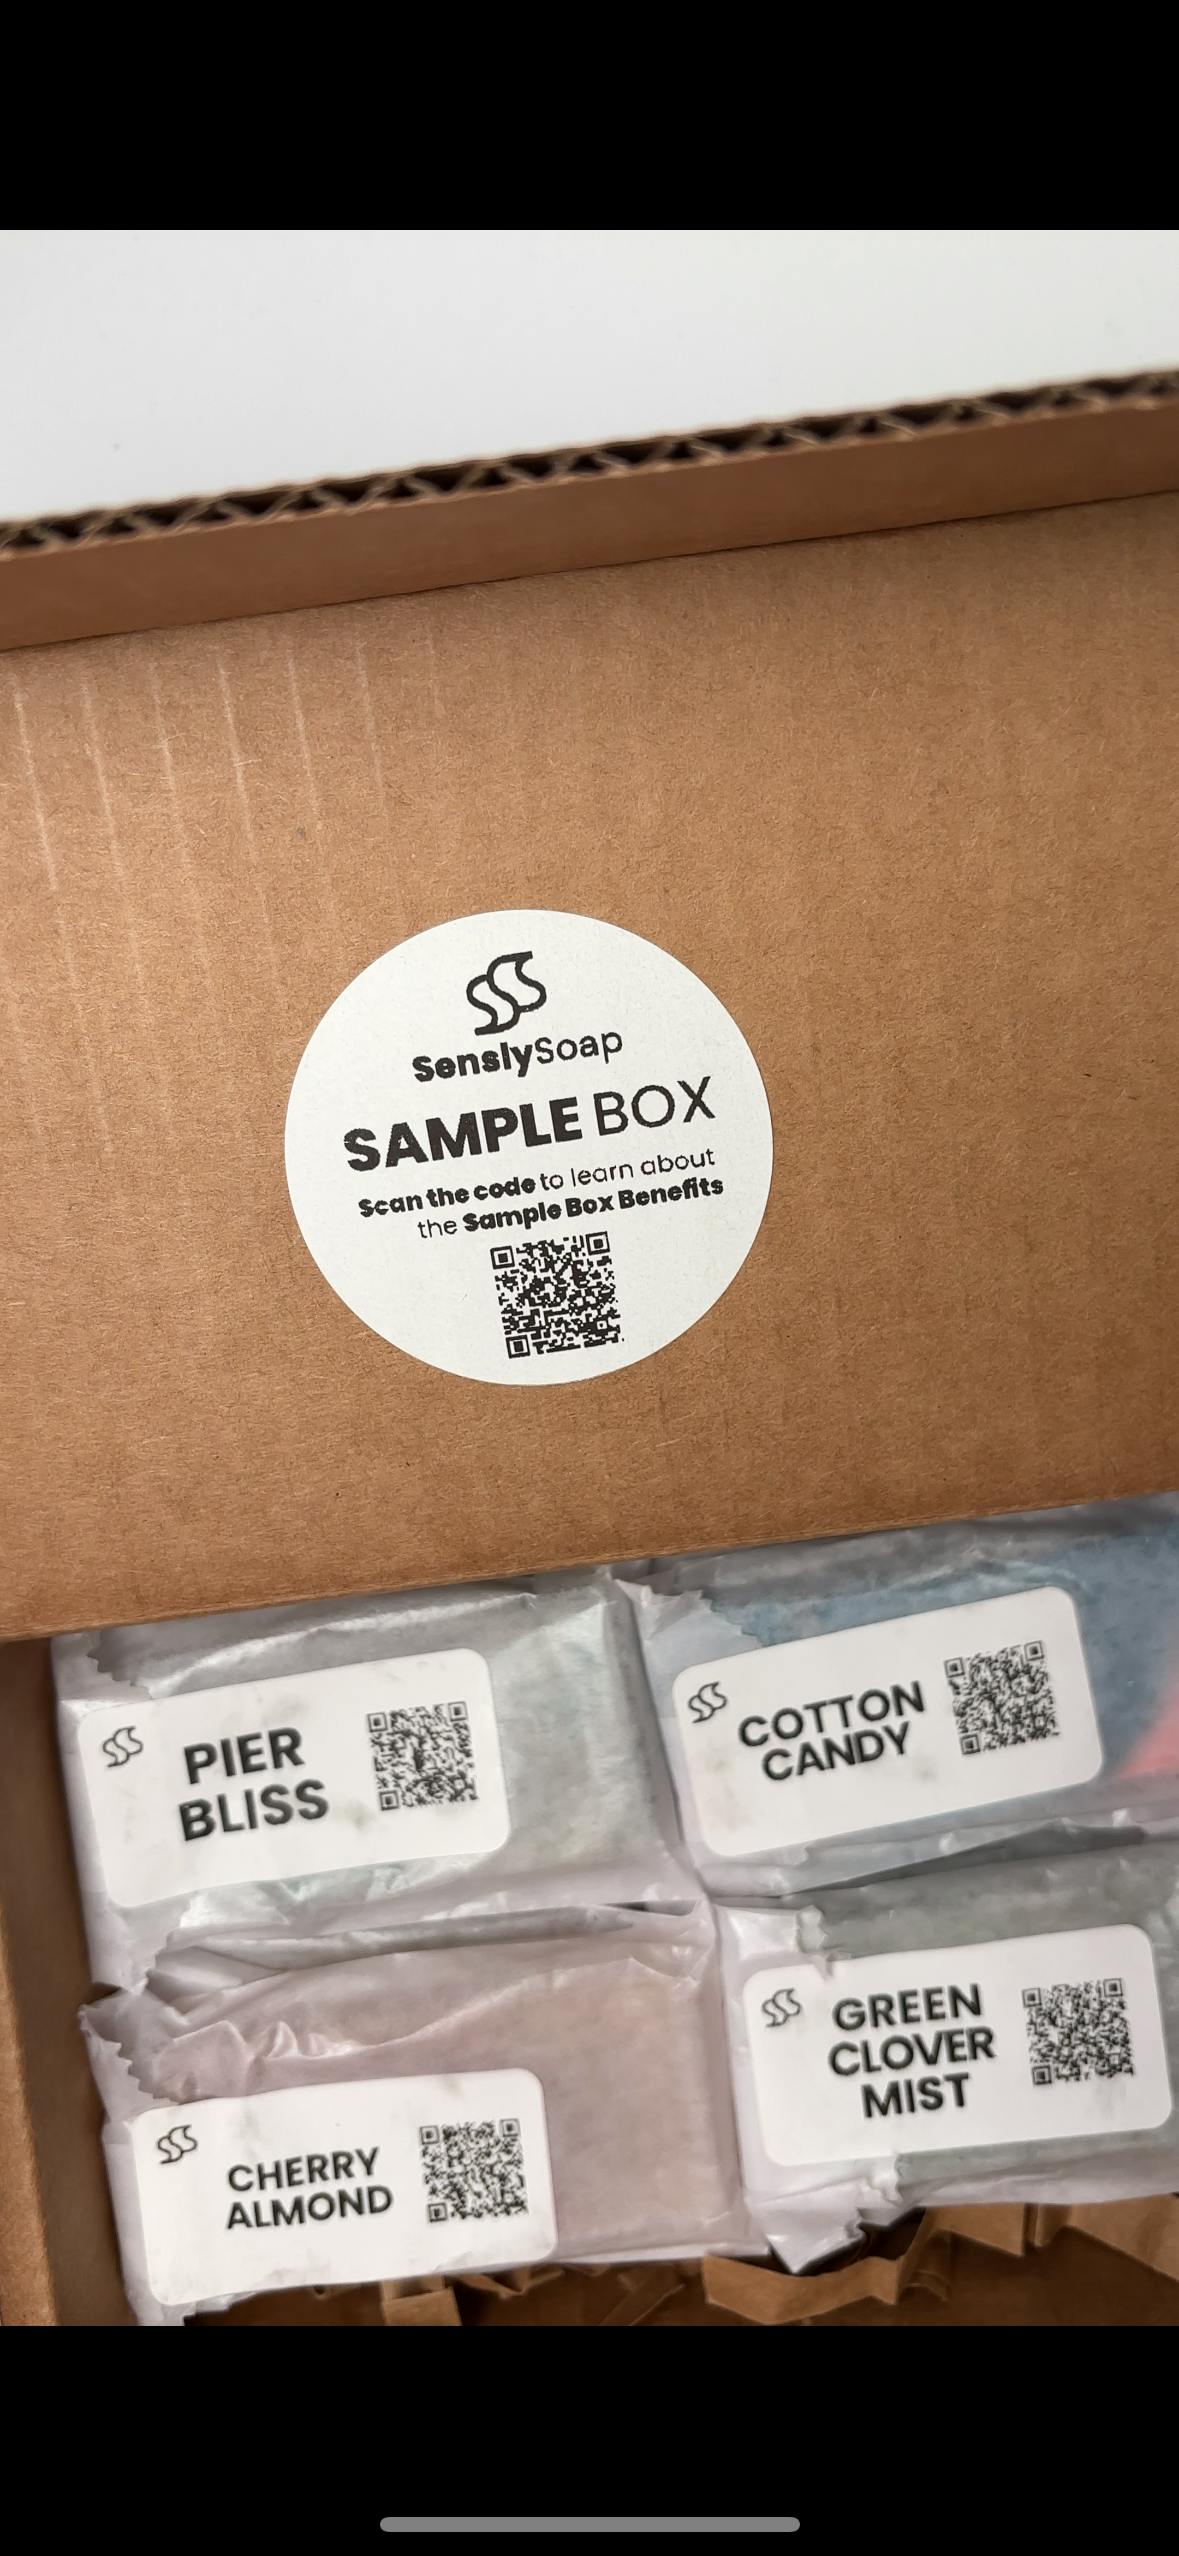 SenslySoap
SAMPLE BOX
Scan the code to learn about
the Sample Box Benefits
PIER
BLISS
COTTON
CANDY
CHERRY
ALMOND
GREEN
CLOVER
MIST